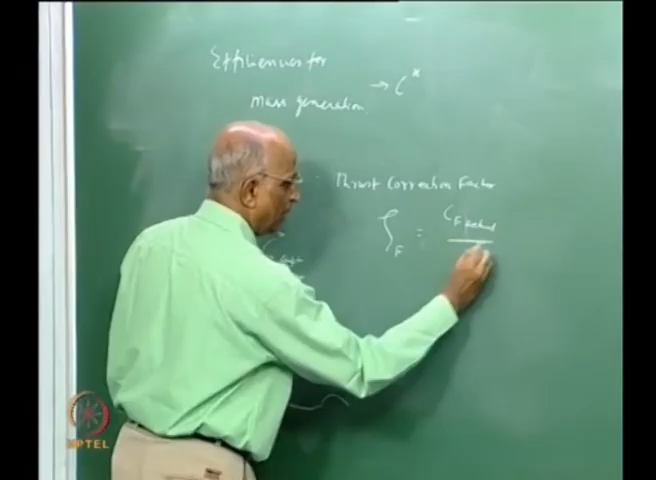 Efficiencies for
mass generation → C*
Thrust Correction Factor
ζF = CF actual
NPTEL